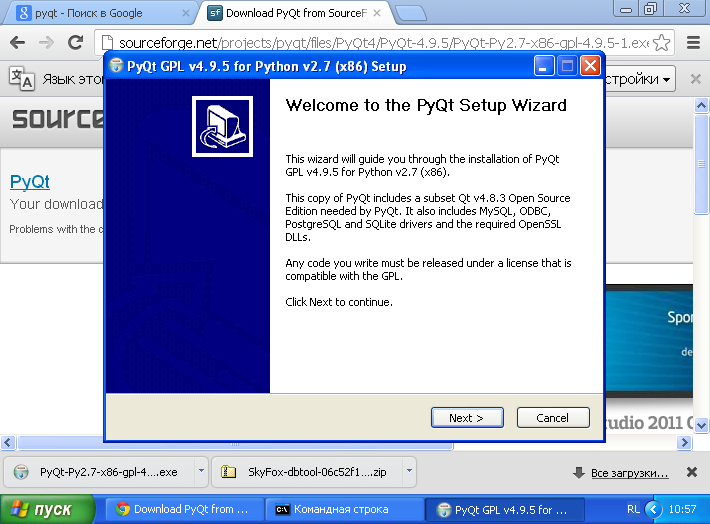 pyqt - Поиск в Google
Download PyQt from SourceF
sourceforge.net/projects/pyqt/files/PyQt4/PyQt-4.9.5/PyQt-Py2.7-x86-gpl-4.9.5-1.exe
Язык этог
стройки
PyQt GPL v4.9.5 for Python v2.7 (x86) Setup
source
PyQt
Your download
Problems with the c
Welcome to the PyQt Setup Wizard
This wizard will guide you through the installation of PyQt
GPL v4.9.5 for Python v2.7 (x86).
This copy of PyQt includes a subset Qt v4.8.3 Open Source
Edition needed by PyQt. It also includes MySQL, ODBC,
PostgreSQL and SQLite drivers and the required OpenSSL
DLLs.
Any code you write must be released under a license that is
compatible with the GPL.
Click Next to continue.
Spon
de
tudio 2011 C
Next >
Cancel
PyQt-Py2.7-x86-gpl-4....exe
SkyFox-dbtool-06c52f1....zip
Все загрузки...
пуск
Download PyQt from ...
Командная строка
PyQt GPL v4.9.5 for ...
RL
10:57